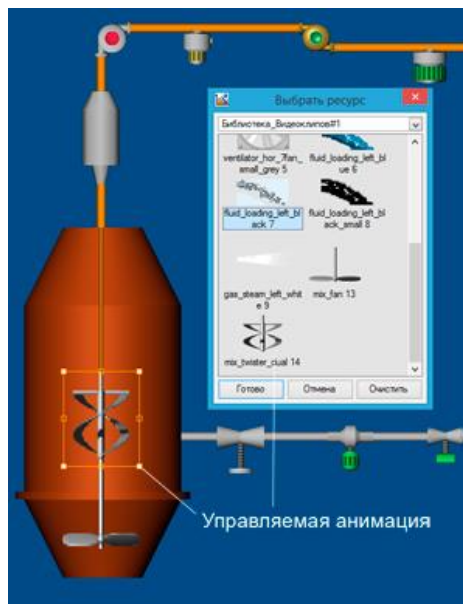 Выбрать ресурс
Библиотека_Видеоклипов#1
ventilator_hor_7fan_
small_grey 5
fluid_loading_left_bl
ue 6
fluid_loading_left_bl
ack 7
fluid_loading_left_bl
ack_small 8
gas_steam_left_whit
e 9
mix_fan 13
mix_twister_dual 14
Готово
Отмена
Очистить
Управляемая анимация